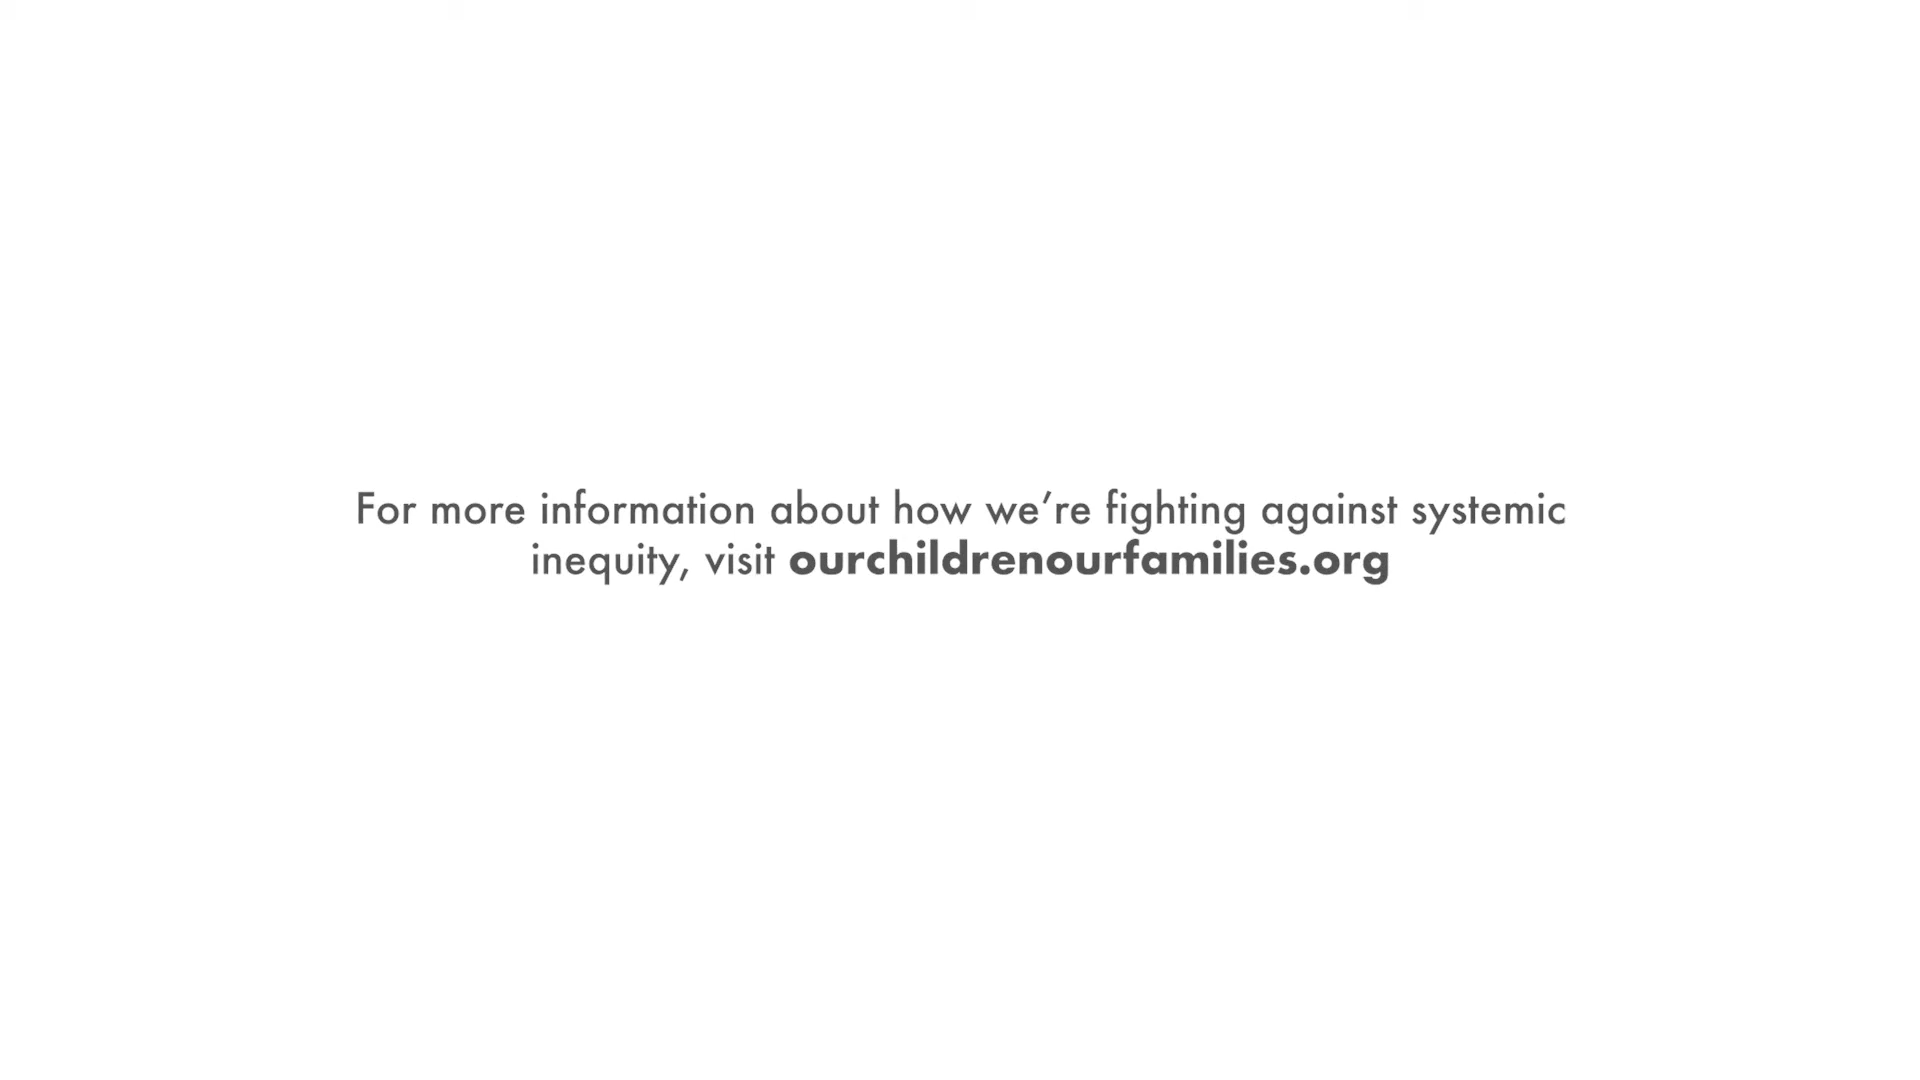 For more information about how we’re fighting against systemic
inequity, visit ourchildrenourfamilies.org